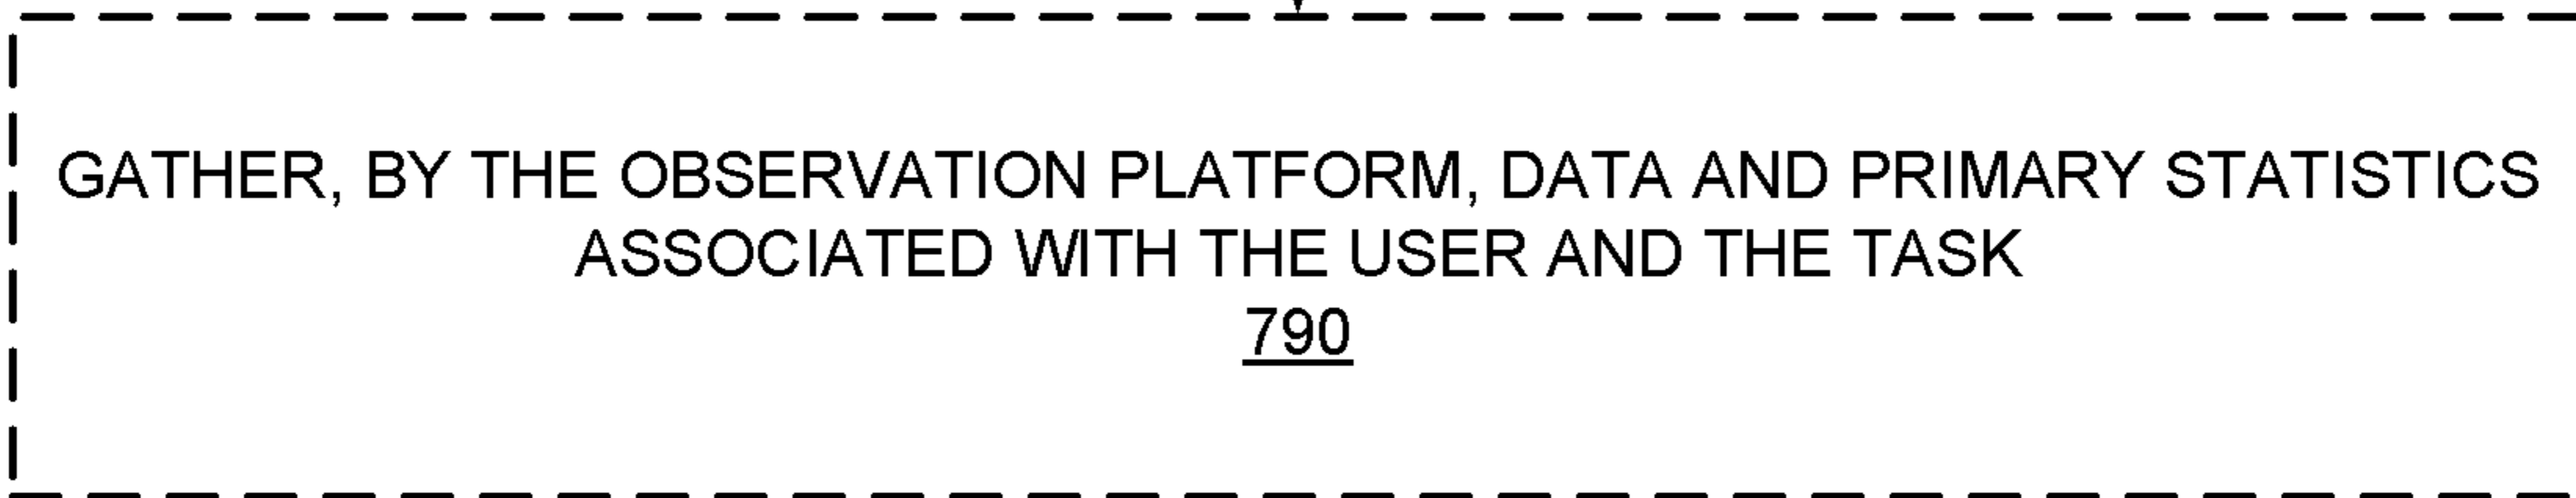 GATHER, BY THE OBSERVATION PLATFORM, DATA AND PRIMARY STATISTICS
ASSOCIATED WITH THE USER AND THE TASK
790